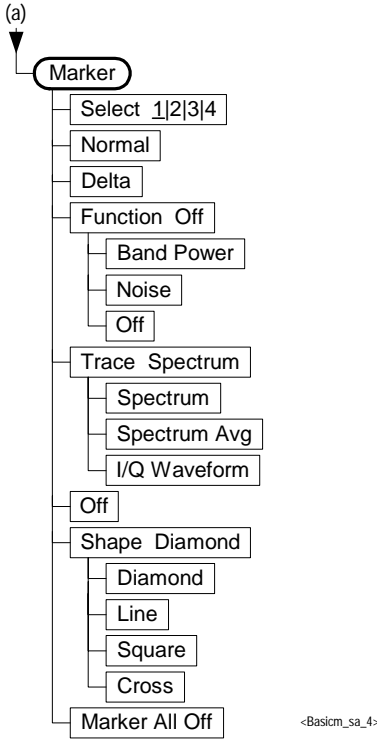 (a)
Marker
Select 1|2|3|4
Normal
Delta
Function Off
Band Power
Noise
Off
Trace Spectrum
Spectrum
Spectrum Avg
I/Q Waveform
Off
Shape Diamond
Diamond
Line
Square
Cross
Marker All Off
<Basicm_sa_4>